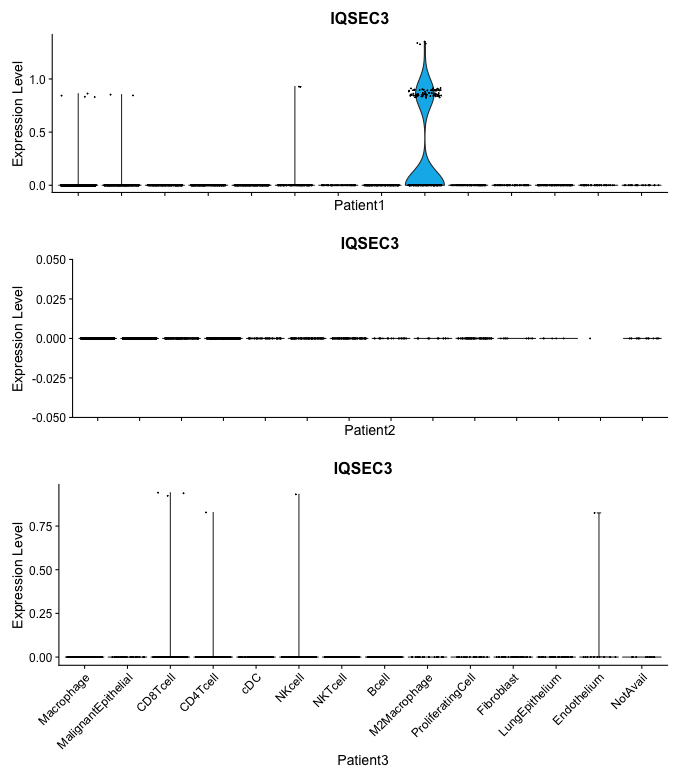 IQSEC3
Expression Level
1.0
0.5
0.0
Patient1
IQSEC3
Expression Level
0.050
0.025
0.000
-0.025
-0.050
Patient2
IQSEC3
Expression Level
0.75
0.50
0.25
0.00
Macrophage
MalignantEpithelial
CD8Tcell
CD4Tcell
cDC
NKcell
NKTcell
Bcell
M2Macrophage
ProliferatingCell
Fibroblast
LungEpithelium
Endothelium
NotAvail
Patient3